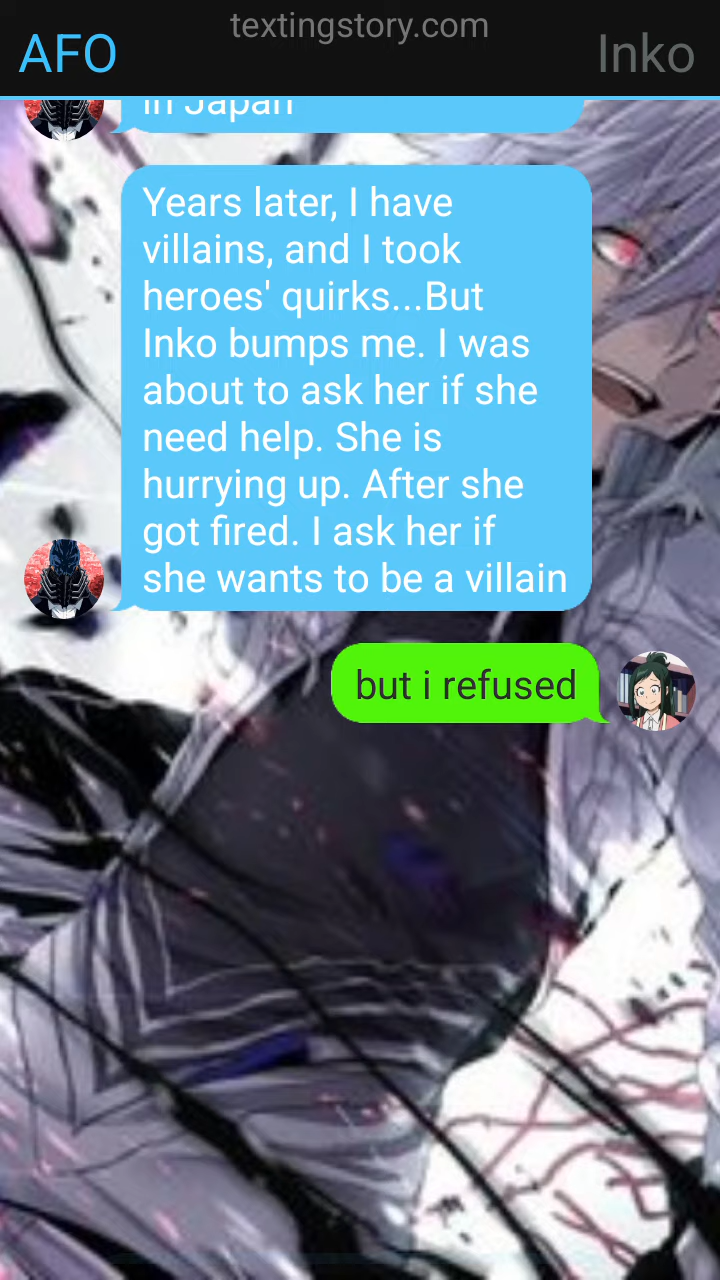 textingstory.com
AFO
Inko
in Japan
Years later, I have
villains, and I took
heroes' quirks...But
Inko bumps me. I was
about to ask her if she
need help. She is
hurrying up. After she
got fired. I ask her if
she wants to be a villain
but i refused